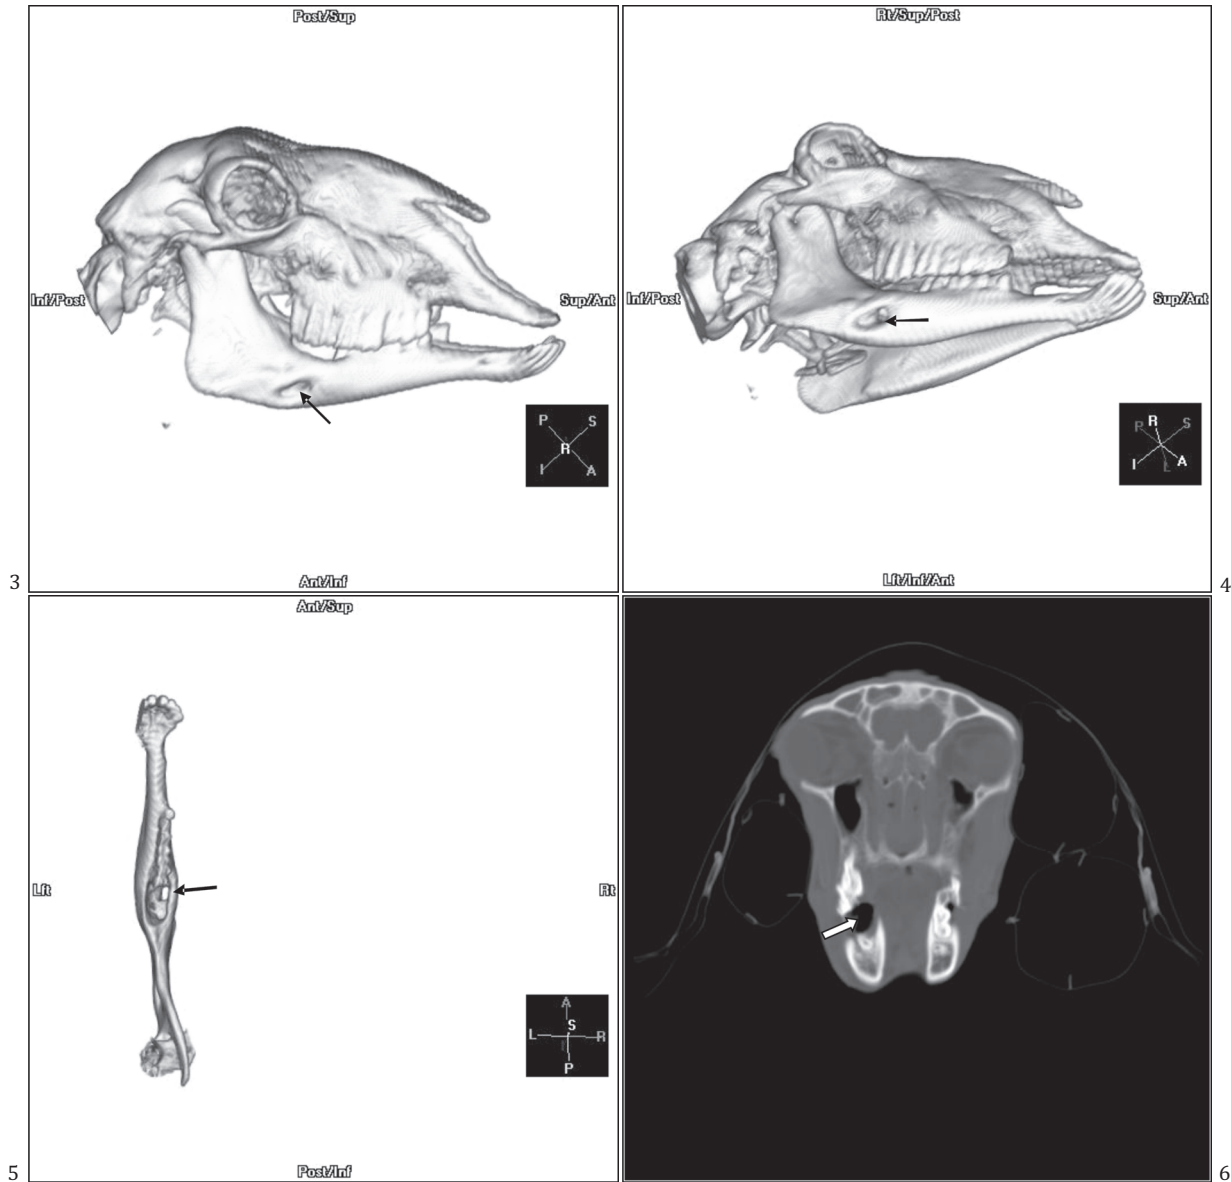 Post/Sup
Inf/Post
Sup/Ant
P
S
R
I
A
Ant/Inf
3
Rt/Sup/Post
Inf/Post
Sup/Ant
R
P
S
I
L
A
Lft/Inf/Ant
4
Ant/Sup
Lft
Rt
A
S
L
R
I
P
Post/Inf
5
6